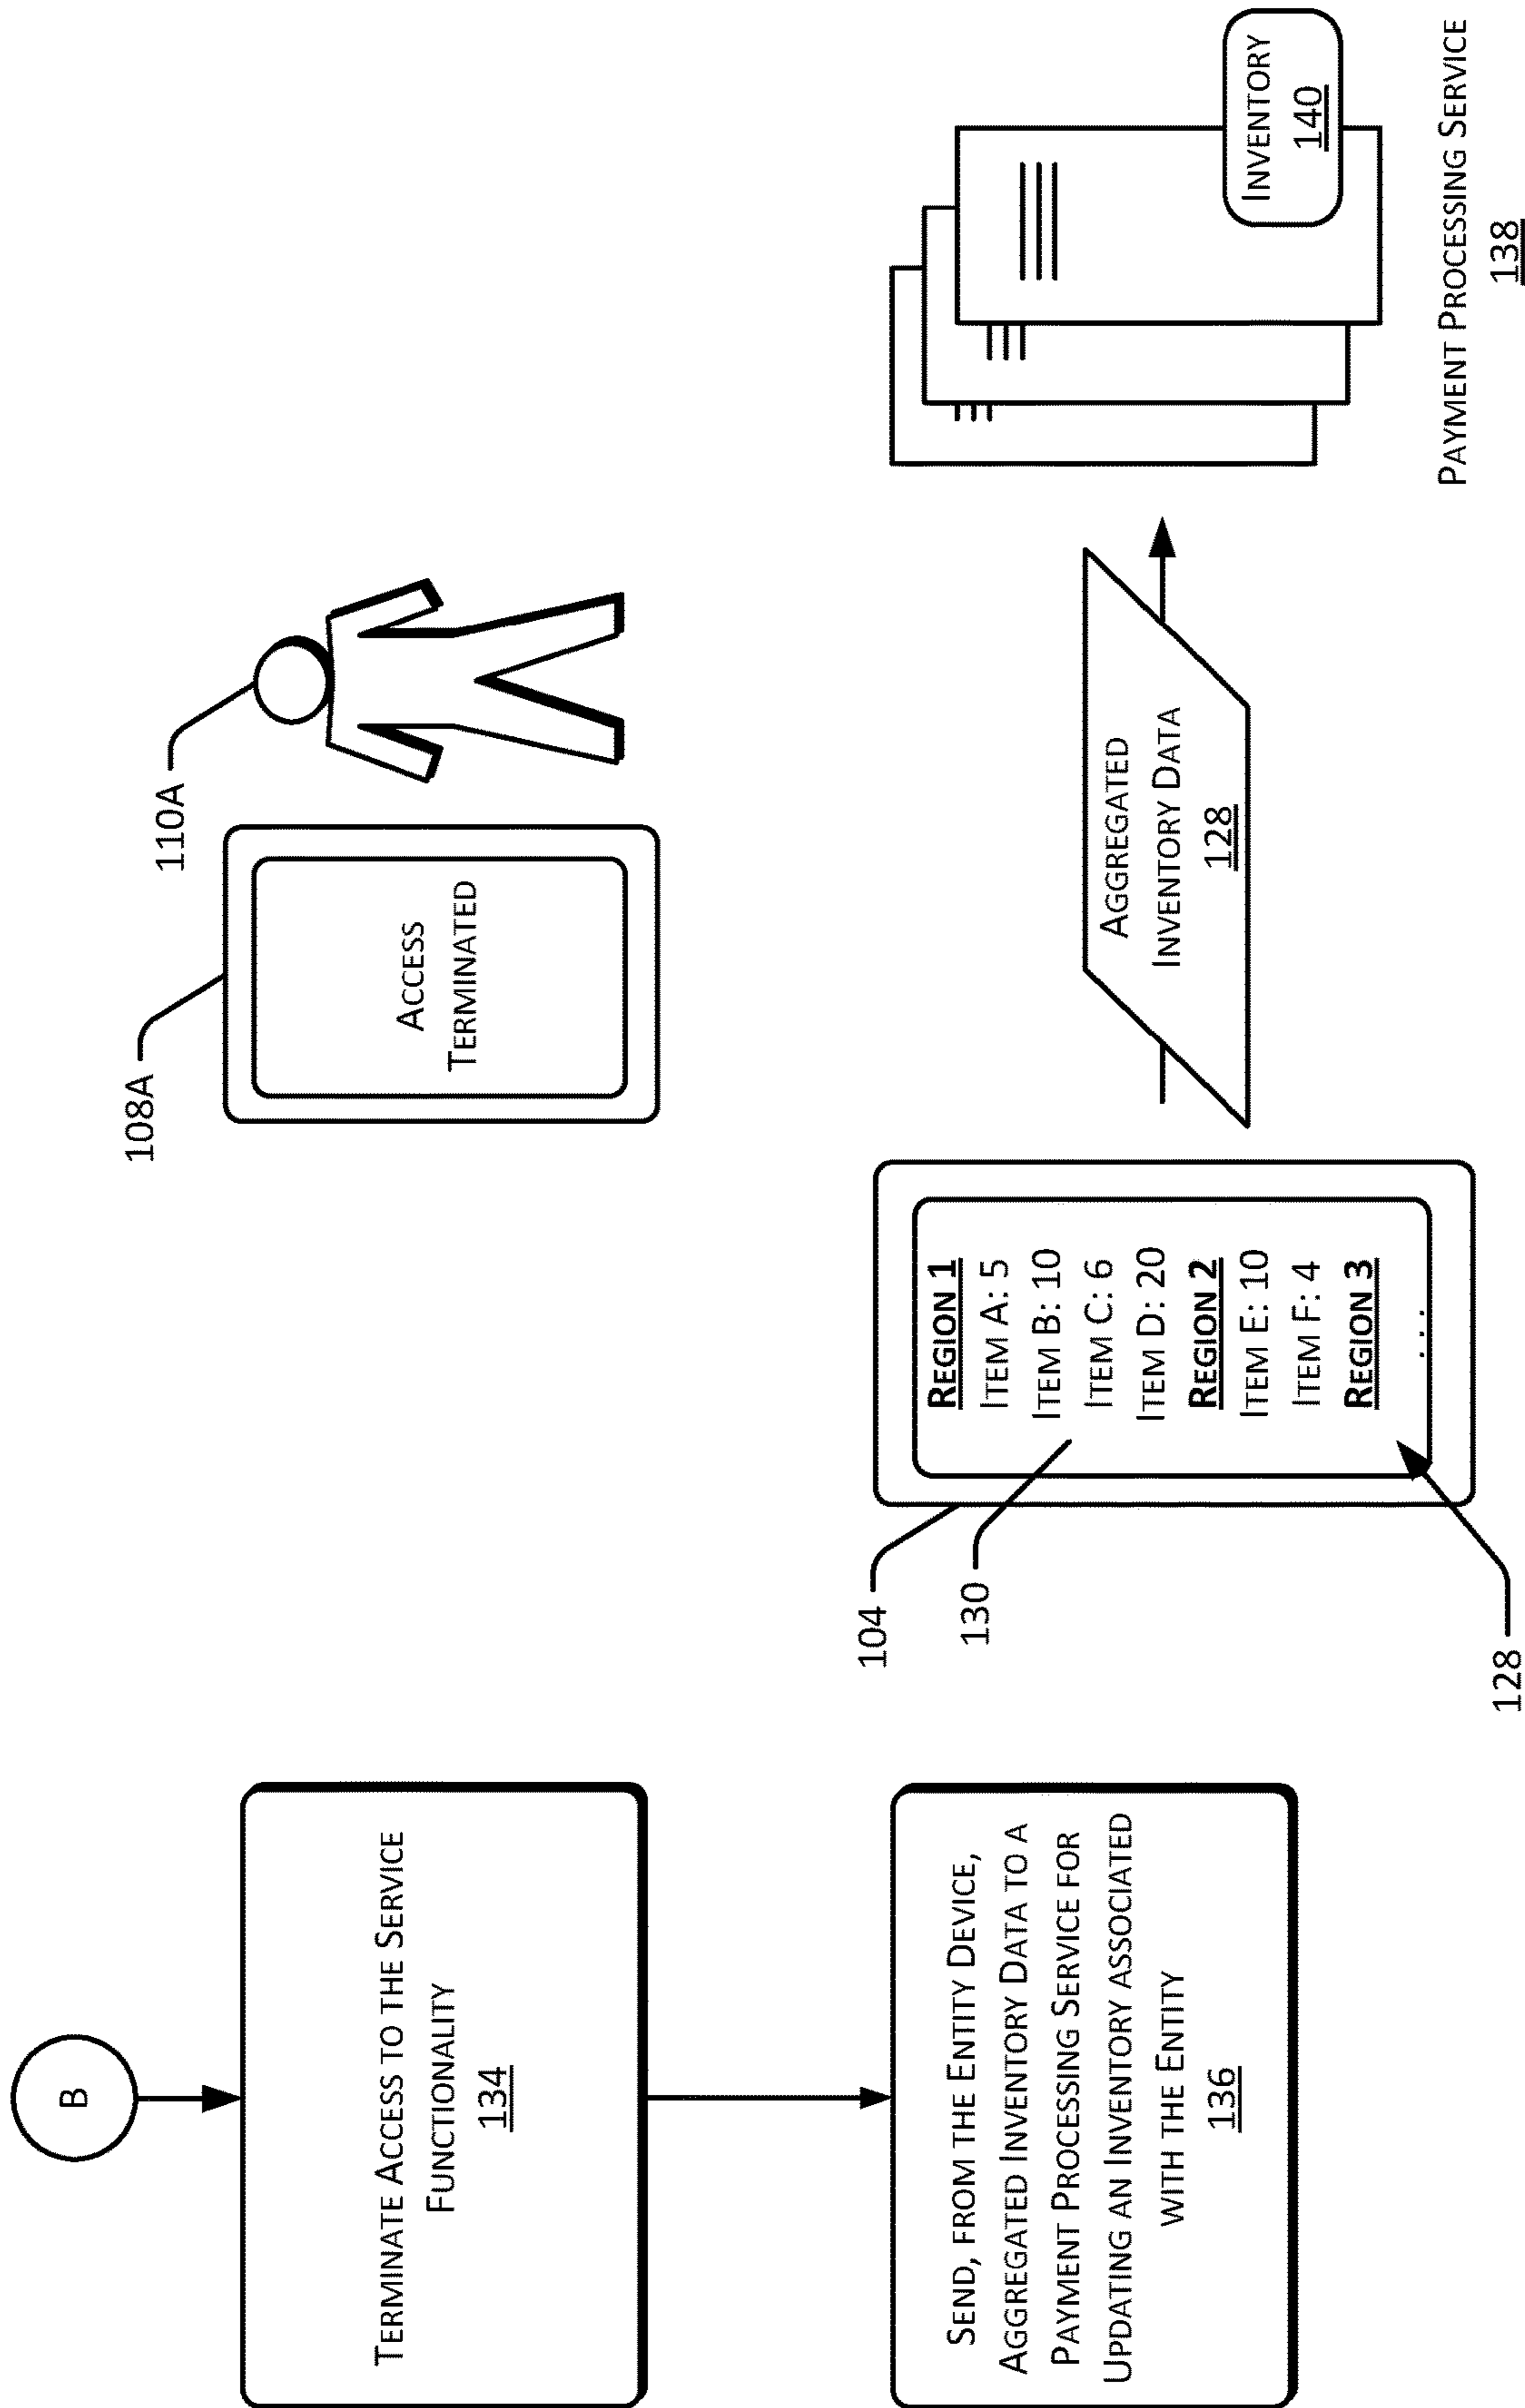 B
TERMINATE ACCESS TO THE SERVICE
FUNCTIONALITY
134
108A
ACCESS
TERMINATED
110A
SEND, FROM THE ENTITY DEVICE,
AGGREGATED INVENTORY DATA TO A
PAYMENT PROCESSING SERVICE FOR
UPDATING AN INVENTORY ASSOCIATED
WITH THE ENTITY
136
104
130
128
REGION 1
ITEM A: 5
ITEM B: 10
ITEM C: 6
ITEM D: 20
REGION 2
ITEM E: 10
ITEM F: 4
REGION 3
...
AGGREGATED
INVENTORY DATA
128
INVENTORY
140
PAYMENT PROCESSING SERVICE
138